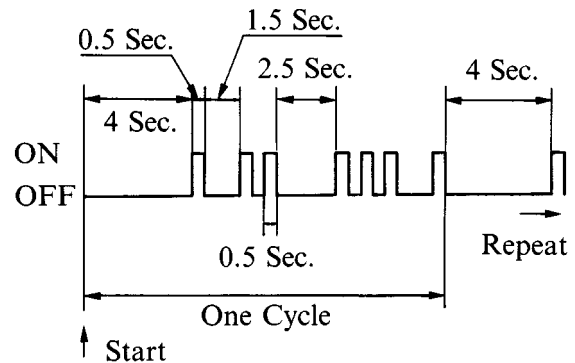 1.5 Sec.
0.5 Sec.
2.5 Sec.
4 Sec.
4 Sec.
ON
OFF
Repeat
0.5 Sec.
One Cycle
Start